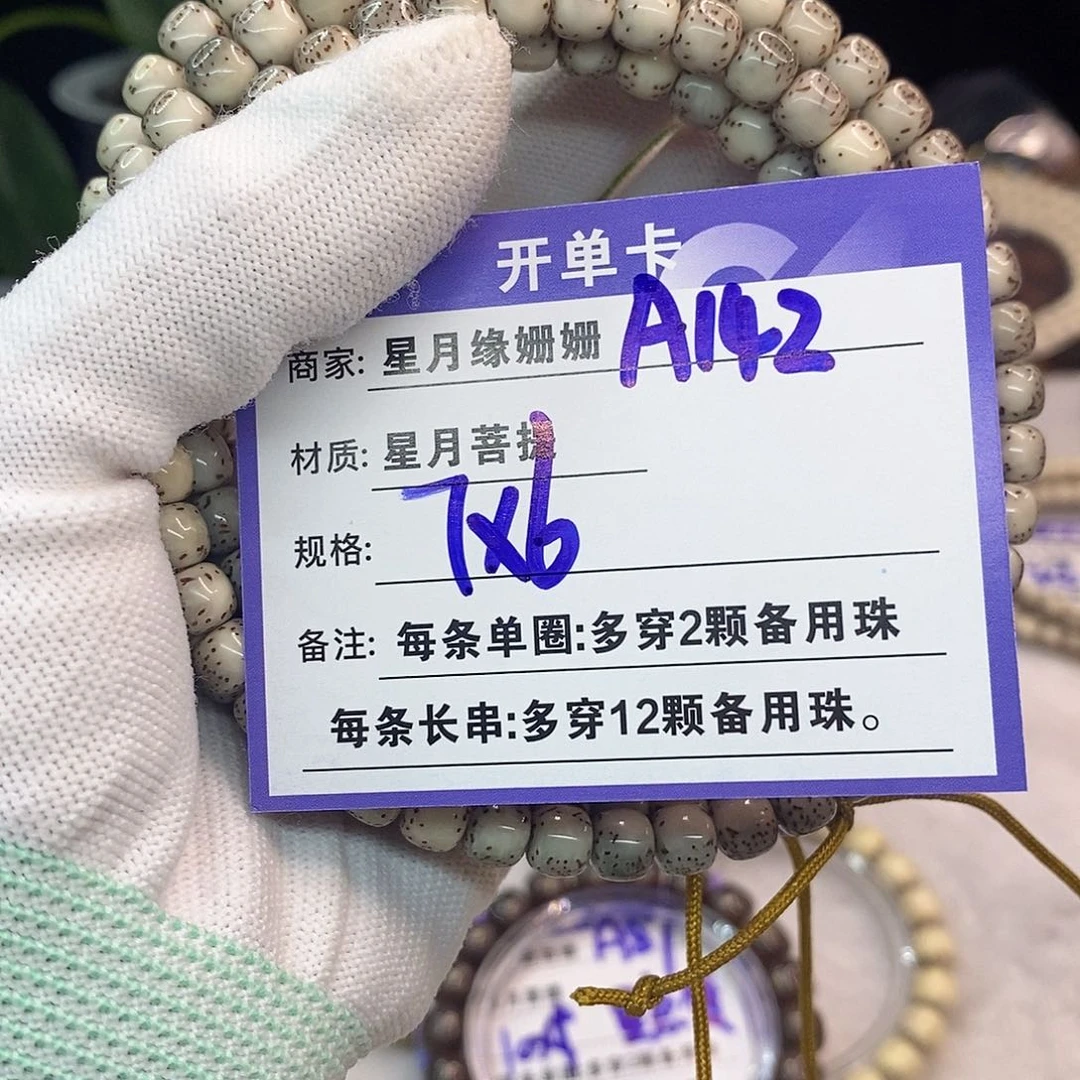 开单卡
商家: 星月缘姗姗 A142
材质: 星月菩提
规格: 7x6
备注: 每条单圈:多穿2颗备用珠
每条长串:多穿12颗备用珠。